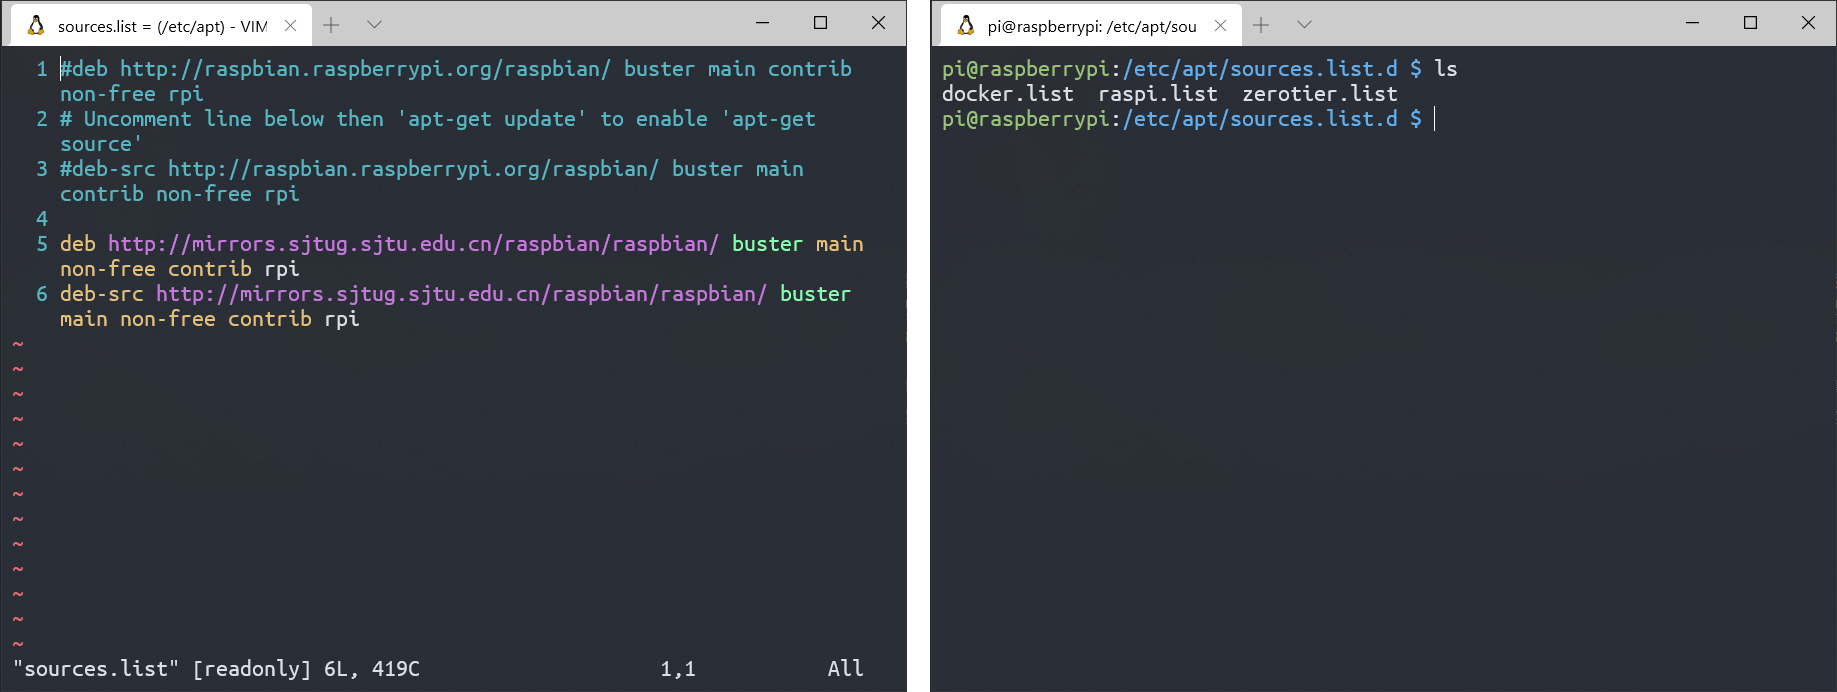 sources.list = (/etc/apt) - VIM
1 #deb http://raspbian.raspberrypi.org/raspbian/ buster main contrib
non-free rpi
2 # Uncomment line below then 'apt-get update' to enable 'apt-get
source'
3 #deb-src http://raspbian.raspberrypi.org/raspbian/ buster main
contrib non-free rpi
4
5 deb http://mirrors.sjtug.sjtu.edu.cn/raspbian/raspbian/ buster main
non-free contrib rpi
6 deb-src http://mirrors.sjtug.sjtu.edu.cn/raspbian/raspbian/ buster
main non-free contrib rpi
~
~
~
~
~
~
~
~
~
~
~
~
~
"sources.list" [readonly] 6L, 419C 1,1 All
pi@raspberrypi: /etc/apt/sou
pi@raspberrypi:/etc/apt/sources.list.d $ ls
docker.list raspi.list zerotier.list
pi@raspberrypi:/etc/apt/sources.list.d $